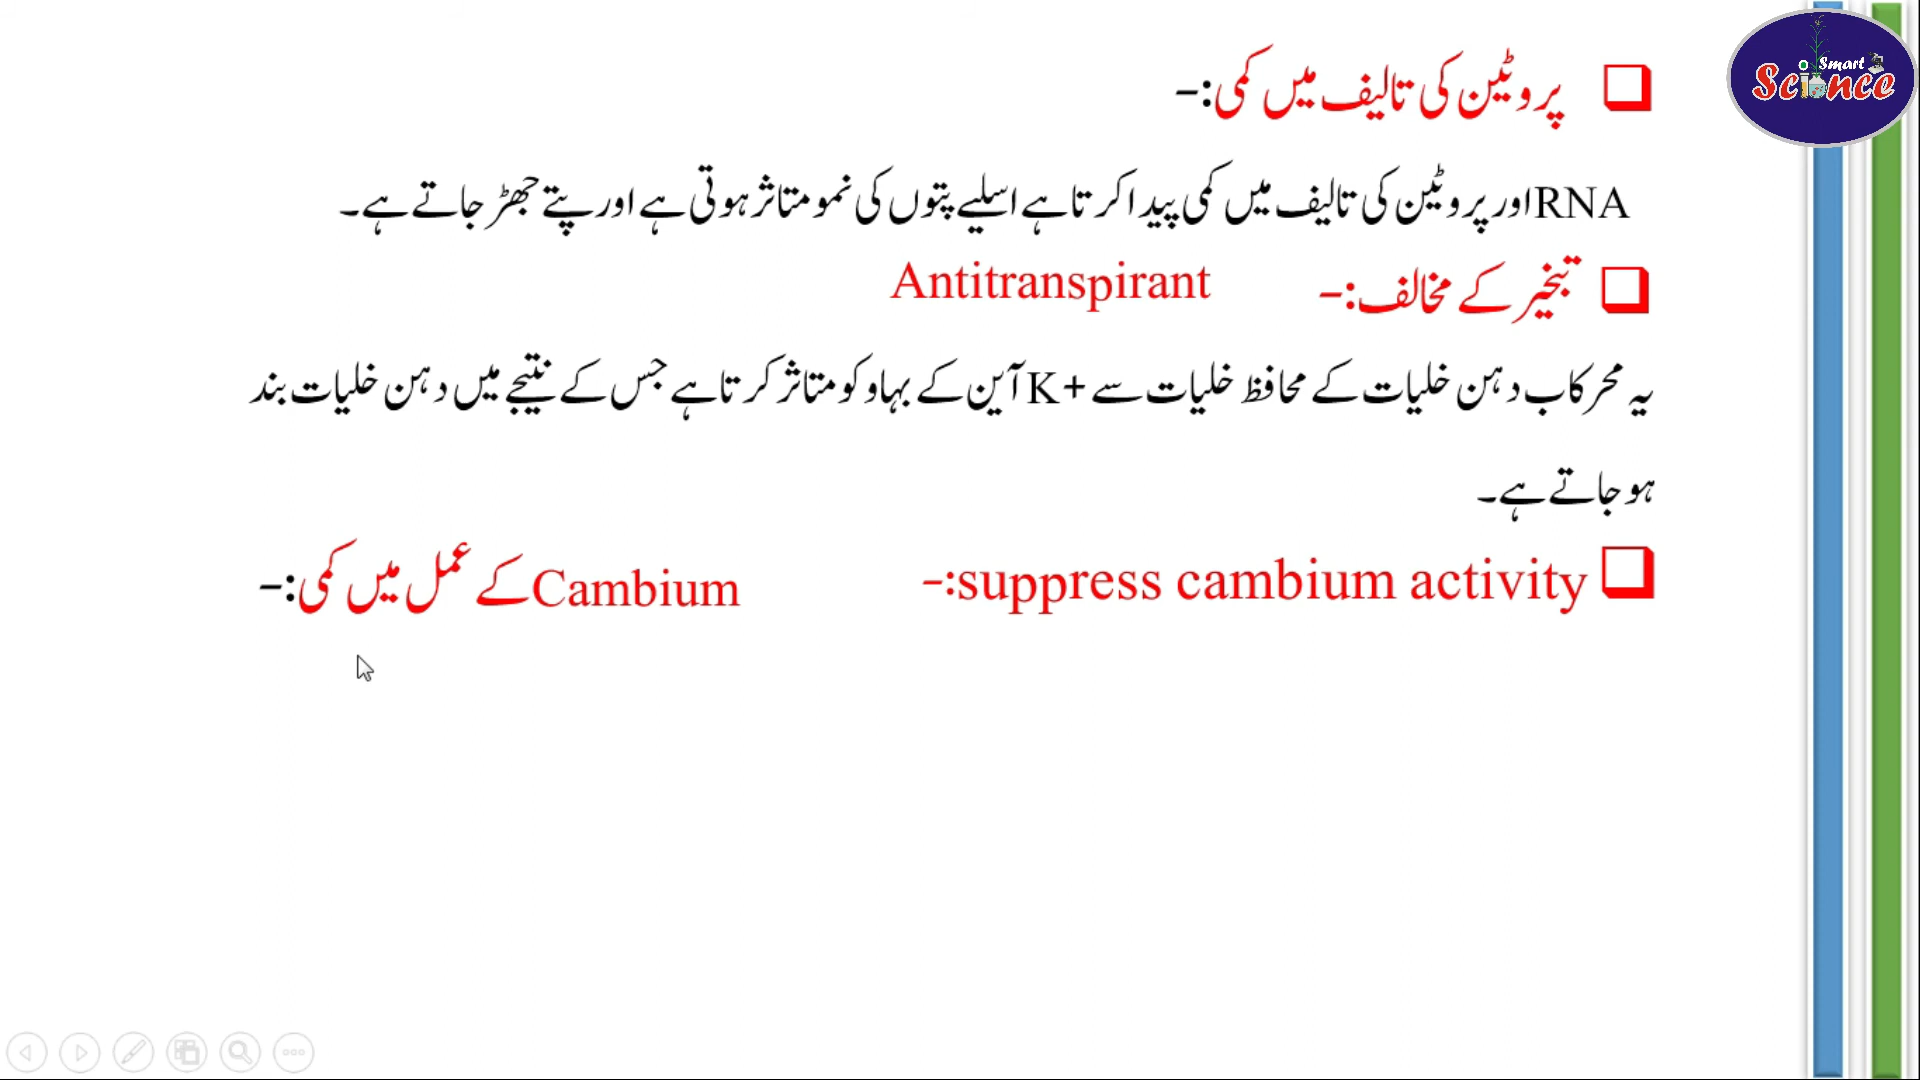 Smart Science
پروٹین کی تالیف میں کمی:-
RNA اور پروٹین کی تالیف میں کمی پیدا کرتا ہے اسلیے پتوں کی نمو متاثر ہوتی ہے اور پتے جھڑ جاتے ہے۔
تبخیر کے مخالف:- Antitranspirant
یہ محرکاب دہن خلیات کے محافظ خلیات سے K+ آین کے بہاو کو متاثر کرتا ہے جس کے نتیجے میں دہن خلیات بند
ہو جاتے ہے۔
suppress cambium activity:- Cambium کے عمل میں کمی:-